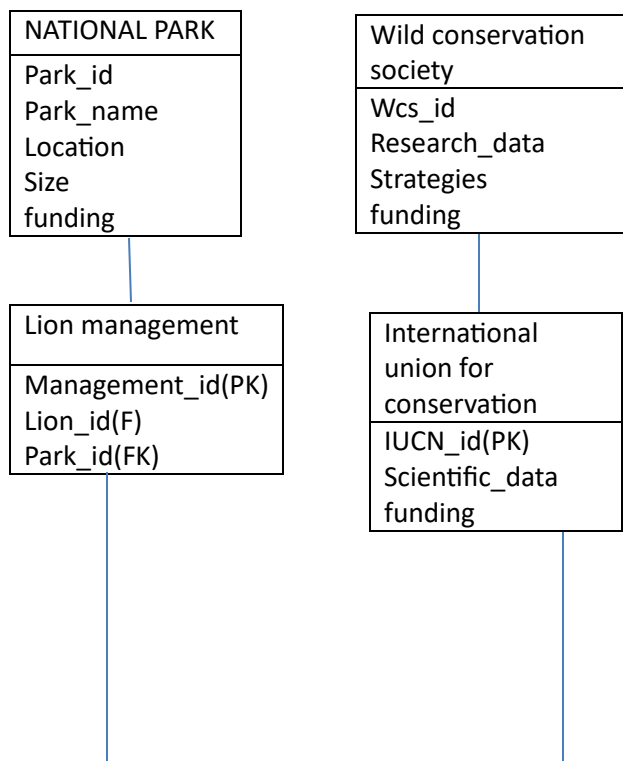 NATIONAL PARK
Park_id
Park_name
Location
Size
funding
Wild conservation
society
Wcs_id
Research_data
Strategies
funding
Lion management
Management_id(PK)
Lion_id(F)
Park_id(FK)
International
union for
conservation
IUCN_id(PK)
Scientific_data
funding